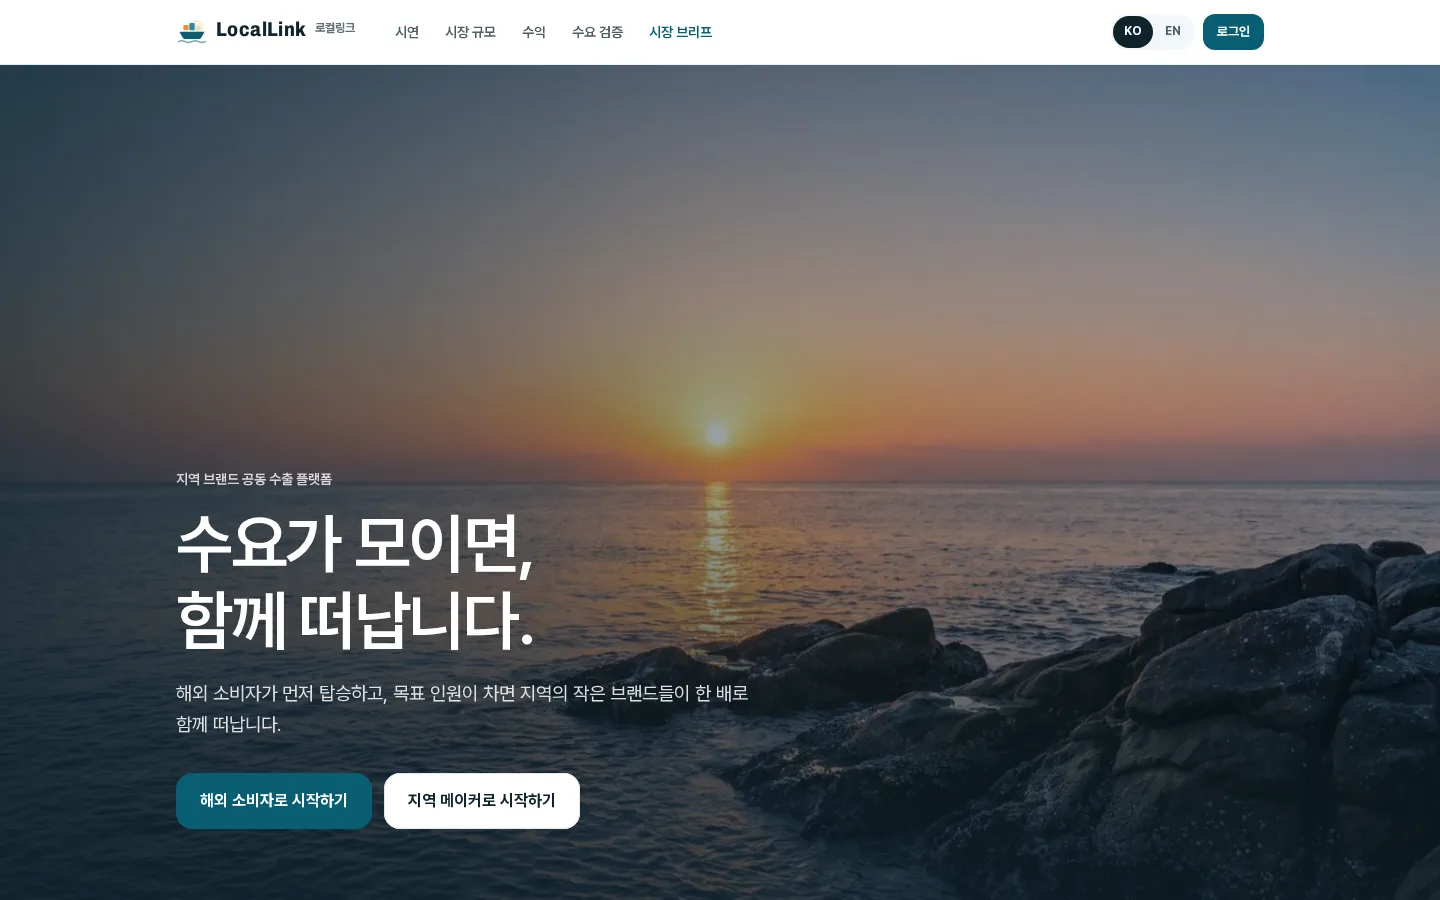 LocalLink 로컬링크
시연 시장 규모 수익 수요 검증 시장 브리프
KO EN 로그인
지역 브랜드 공동 수출 플랫폼
수요가 모이면,
함께 떠납니다.
해외 소비자가 먼저 탑승하고, 목표 인원이 차면 지역의 작은 브랜드들이 한 배로
함께 떠납니다.
해외 소비자로 시작하기 지역 메이커로 시작하기